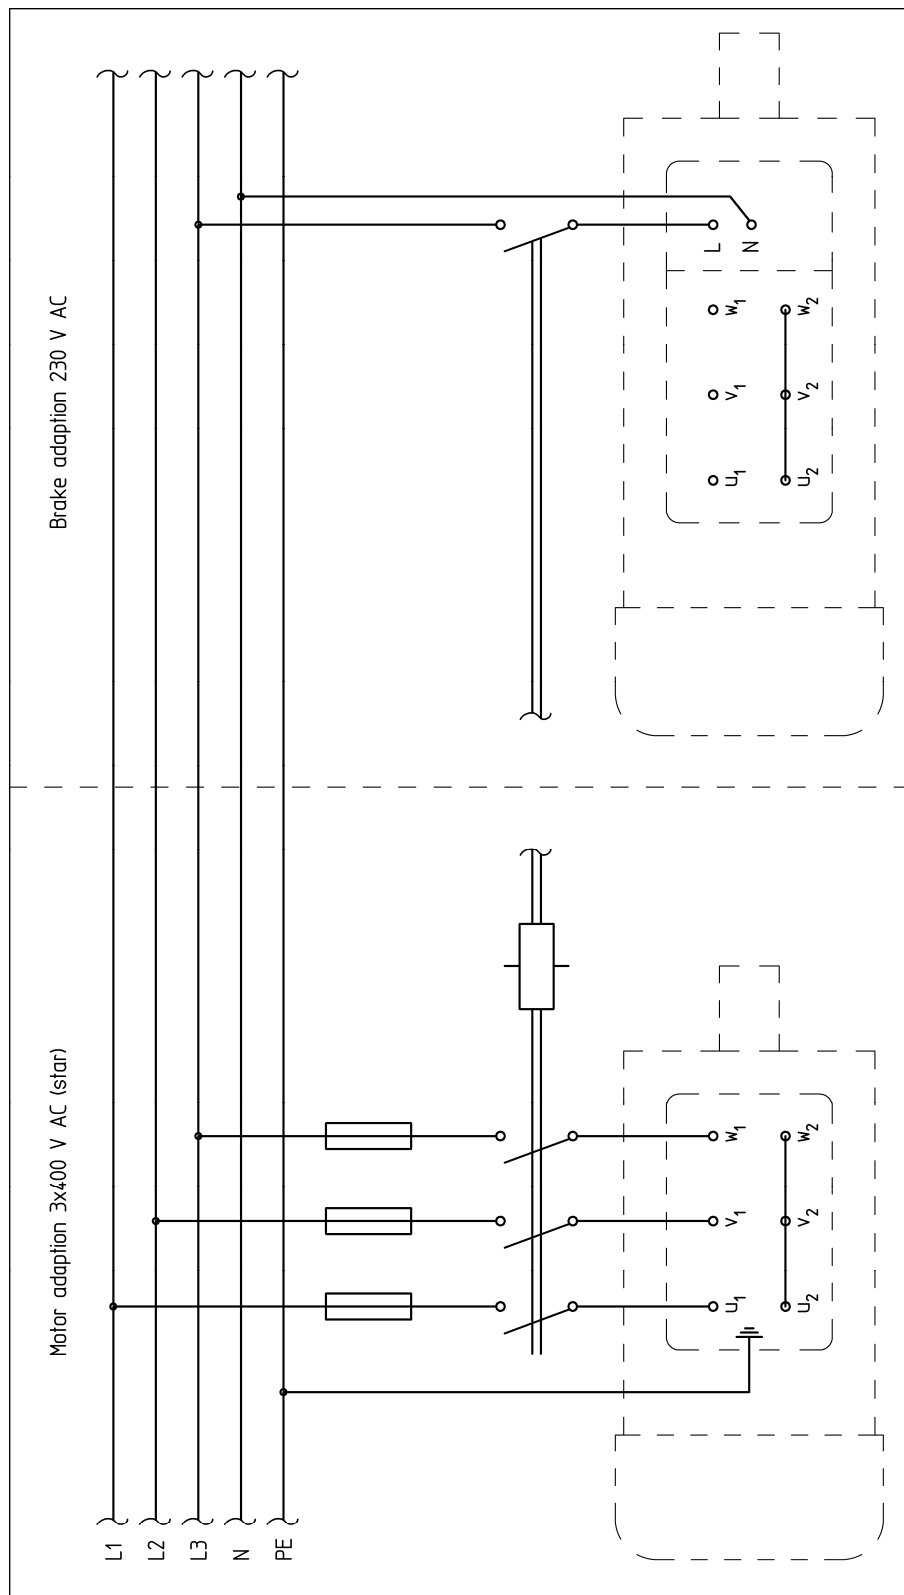 Motor adaption 3x400 V AC (star)
Brake adaption 230 V AC
L1
L2
L3
N
PE
U1 V1 W1
U2 V2 W2
U1 V1 W1 L
U2 V2 W2 N